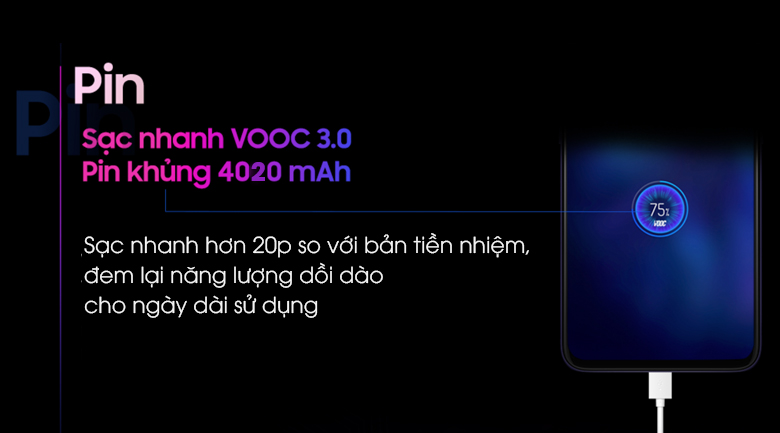 Pin
Sạc nhanh VOOC 3.0
Pin khủng 4020 mAh
75%
VOOC
Sạc nhanh hơn 20p so với bản tiền nhiệm,
đem lại năng lượng dồi dào
cho ngày dài sử dụng